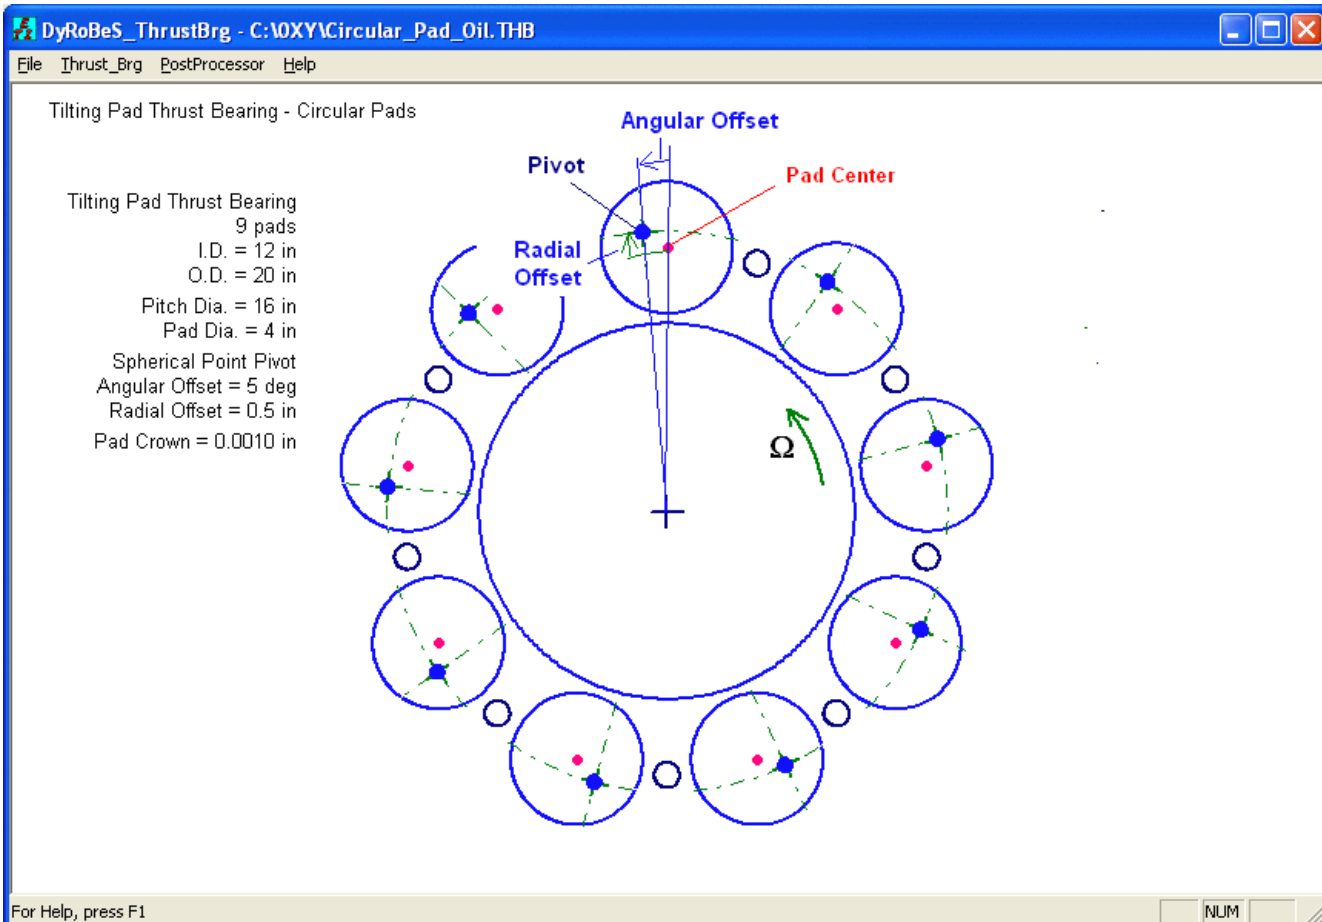 DyRoBeS_ThrustBrg - C:\0XY\Circular_Pad_Oil.THB
File Thrust_Brg PostProcessor Help
Tilting Pad Thrust Bearing - Circular Pads
Angular Offset
Pivot
Pad Center
Tilting Pad Thrust Bearing
9 pads
I.D. = 12 in
O.D. = 20 in
Pitch Dia. = 16 in
Pad Dia. = 4 in
Spherical Point Pivot
Angular Offset = 5 deg
Radial Offset = 0.5 in
Pad Crown = 0.0010 in
Radial
Offset
Ω
For Help, press F1
NUM